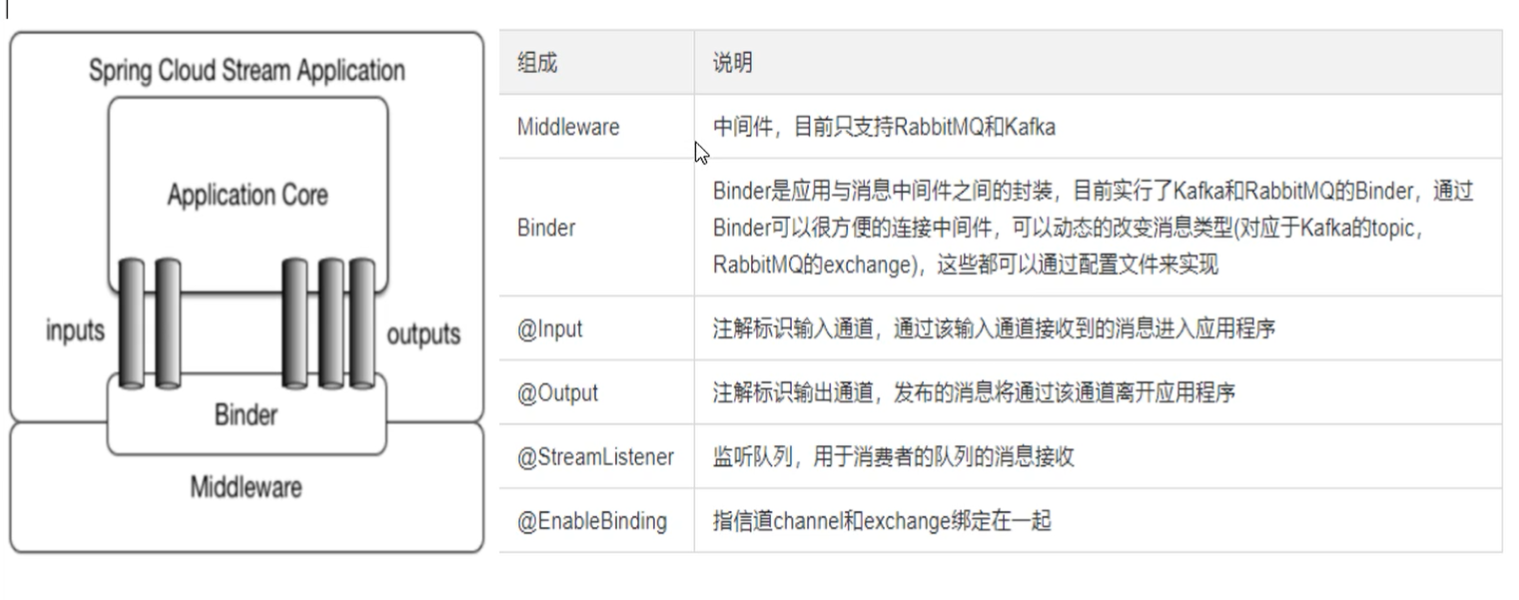 Spring Cloud Stream Application
Application Core
inputs
outputs
Binder
Middleware
组成 说明
Middleware 中间件，目前只支持RabbitMQ和Kafka
Binder Binder是应用与消息中间件之间的封装，目前实行了Kafka和RabbitMQ的Binder，通过
Binder可以很方便的连接中间件，可以动态的改变消息类型(对应于Kafka的topic，
RabbitMQ的exchange)，这些都可以通过配置文件来实现
@Input 注解标识输入通道，通过该输入通道接收到的消息进入应用程序
@Output 注解标识输出通道，发布的消息将通过该通道离开应用程序
@StreamListener 监听队列，用于消费者的队列的消息接收
@EnableBinding 指信道channel和exchange绑定在一起